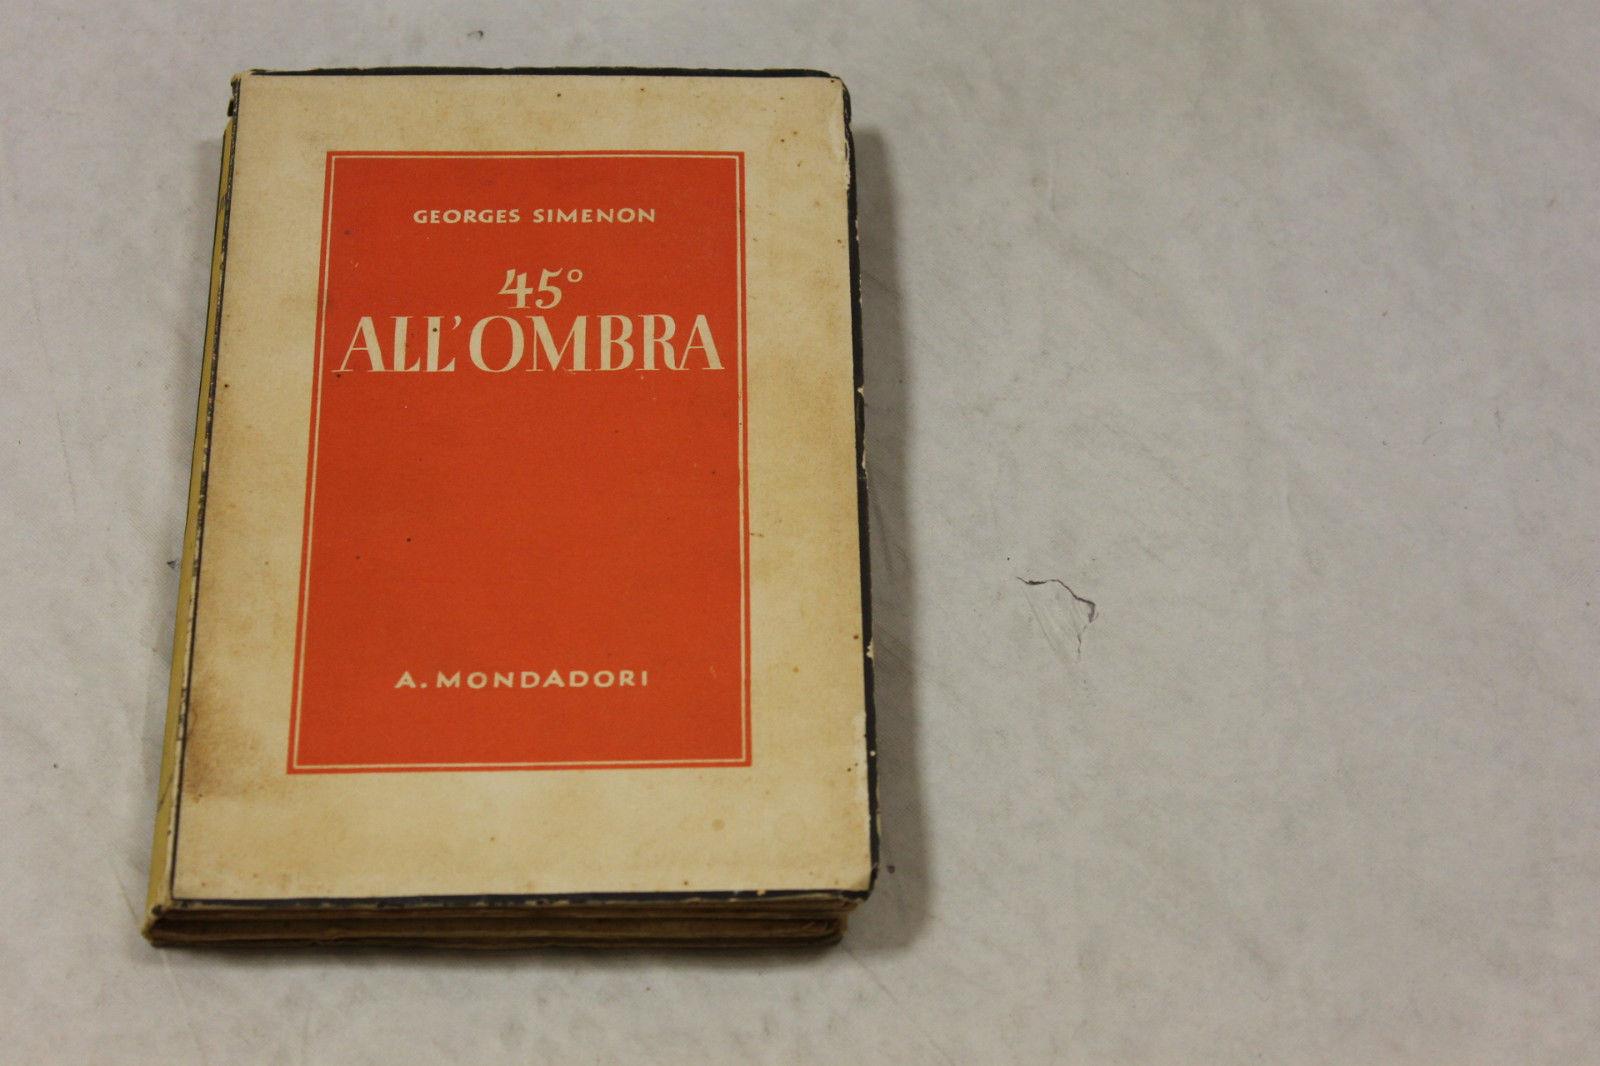 GEORGES SIMENON
45°
ALL'OMBRA
A. MONDADORI